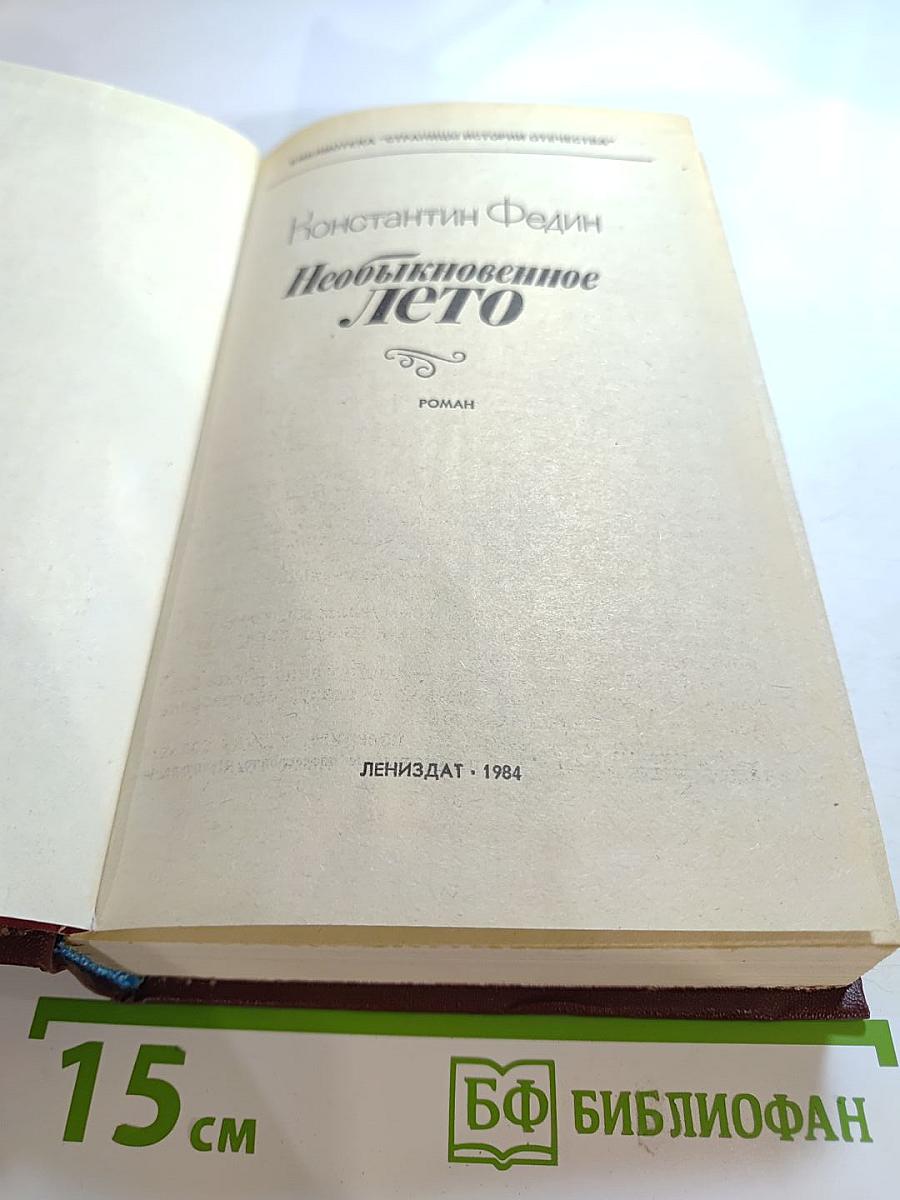 БИБЛИОТЕКА "СТРАНИЦЫ ИСТОРИИ ОТЕЧЕСТВА"
Константин Федин
Необыкновенное
лето
РОМАН
ЛЕНИЗДАТ · 1984
15 см
БФ БИБЛИОФАН